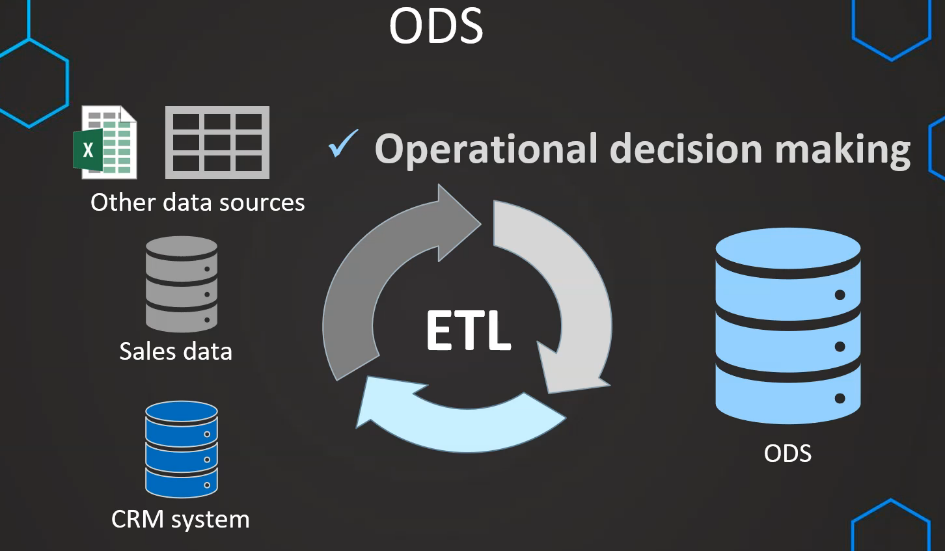 ODS
✓ Operational decision making
X
Other data sources
Sales data
ETL
ODS
CRM system